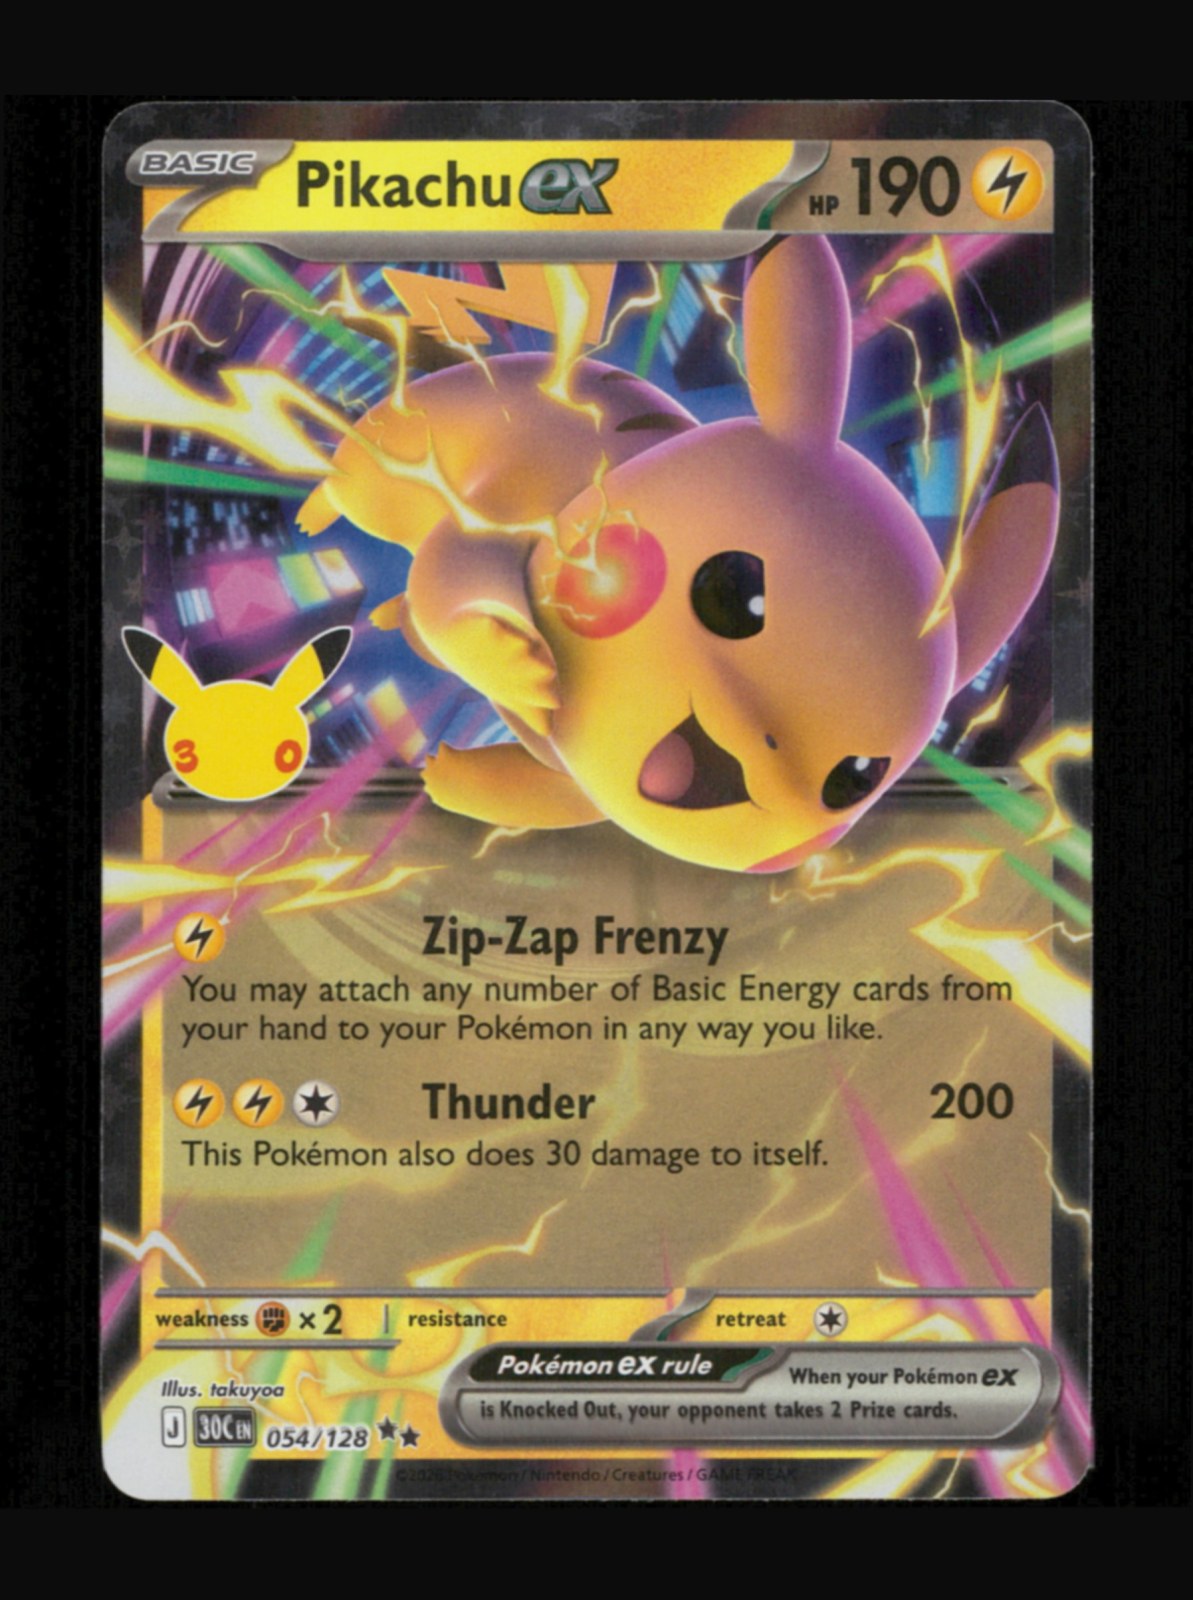 BASIC
Pikachu ex
HP 190
30
Zip-Zap Frenzy
You may attach any number of Basic Energy cards from
your hand to your Pokémon in any way you like.
Thunder 200
This Pokémon also does 30 damage to itself.
weakness ×2 resistance retreat
Pokémon ex rule
When your Pokémon ex
is Knocked Out, your opponent takes 2 Prize cards.
Illus. takuyoa
J 30C EN 054/128
©2026 Pokémon / Nintendo / Creatures / GAME FREAK